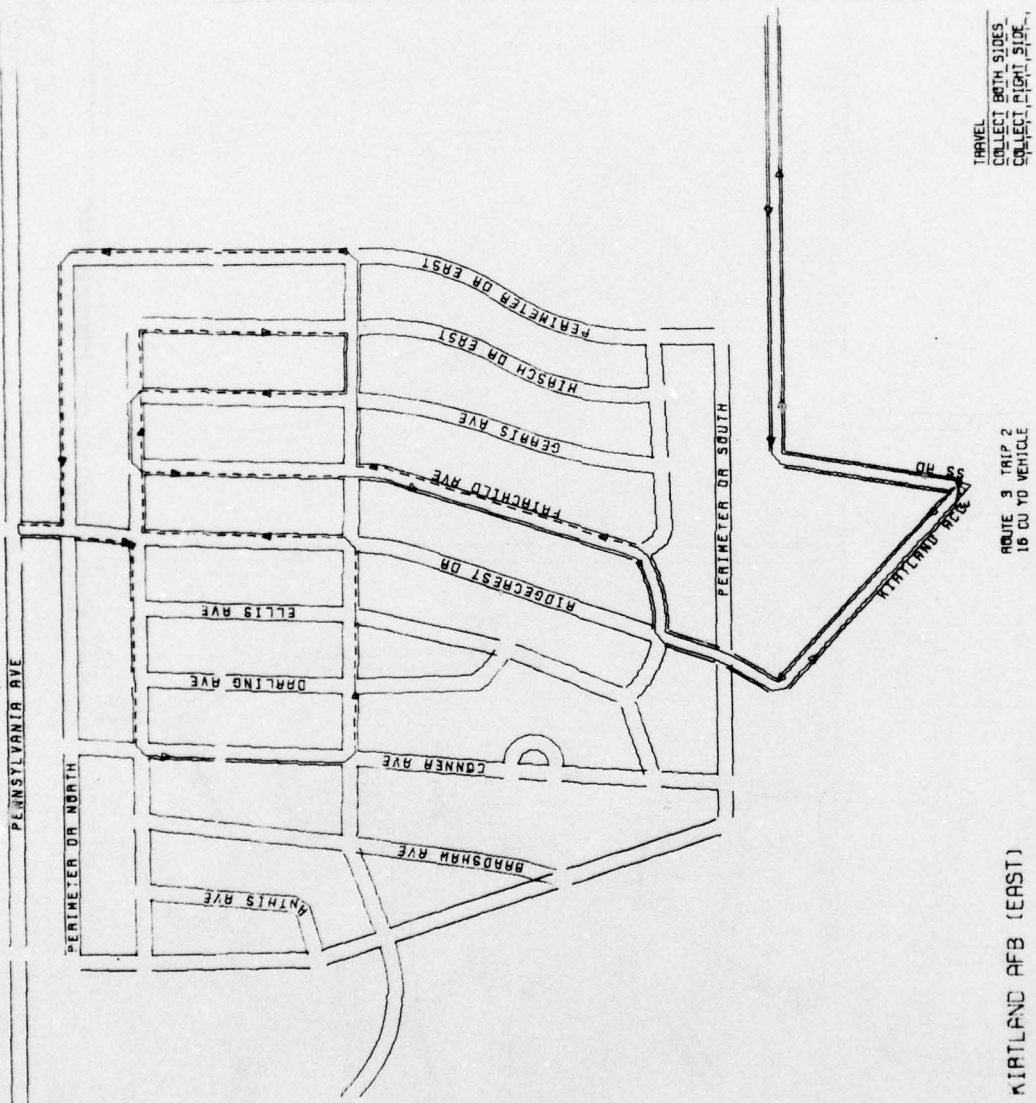 PENNSYLVANIA AVE
PERIMETER DR NORTH
ANTHIS AVE
BRADSHAW AVE
CONNER AVE
DARLING AVE
ELLIS AVE
RIDGECREST DR
FAIRCHILD AVE
GERRIS AVE
HIRSCH DR EAST
PERIMETER DR EAST
PERIMETER DR SOUTH
KIRTLAND
SS RD
KIRTLAND AFB (EAST)
ROUTE 3 TRIP 2
16 CU YD VEHICLE
TRAVEL
COLLECT BOTH SIDES
COLLECT RIGHT SIDE